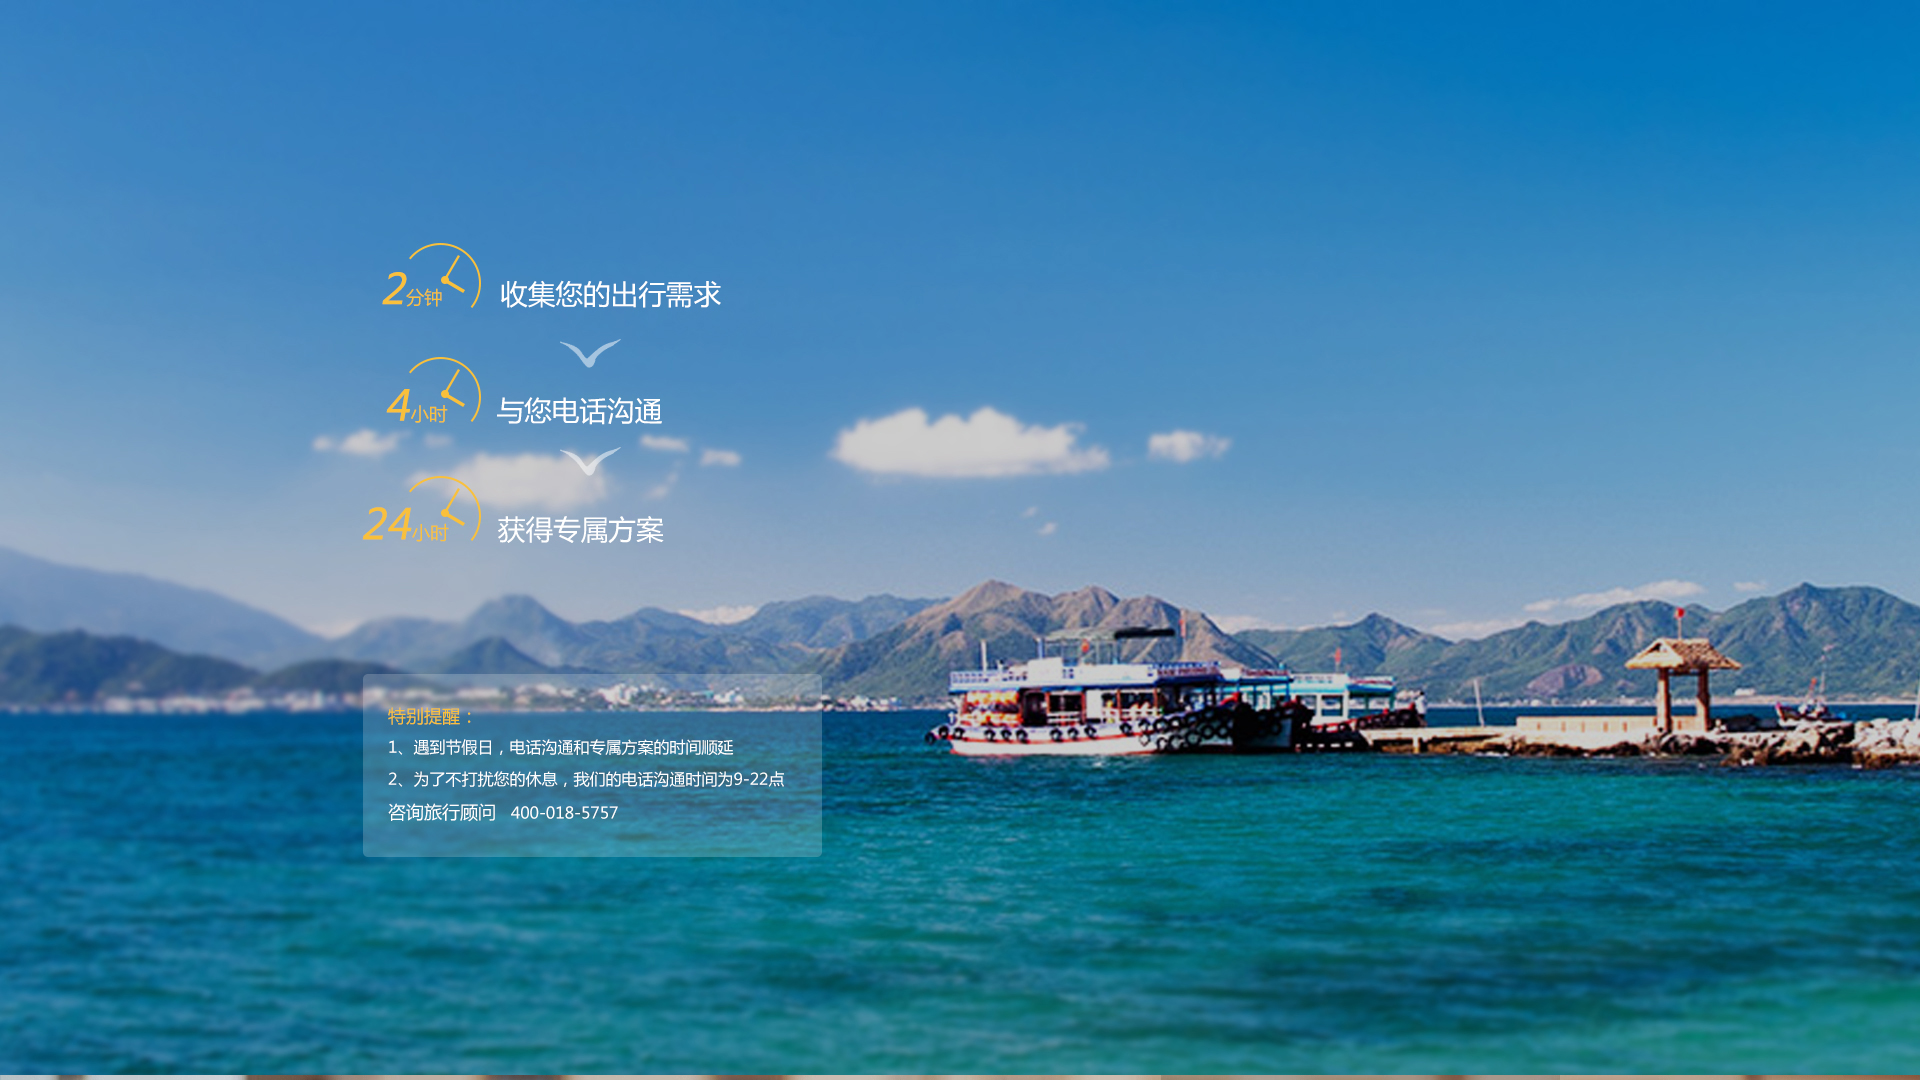 2分钟 收集您的出行需求
4小时 与您电话沟通
24小时 获得专属方案
特别提醒：
1、遇到节假日，电话沟通和专属方案的时间顺延
2、为了不打扰您的休息，我们的电话沟通时间为9-22点
咨询旅行顾问 400-018-5757